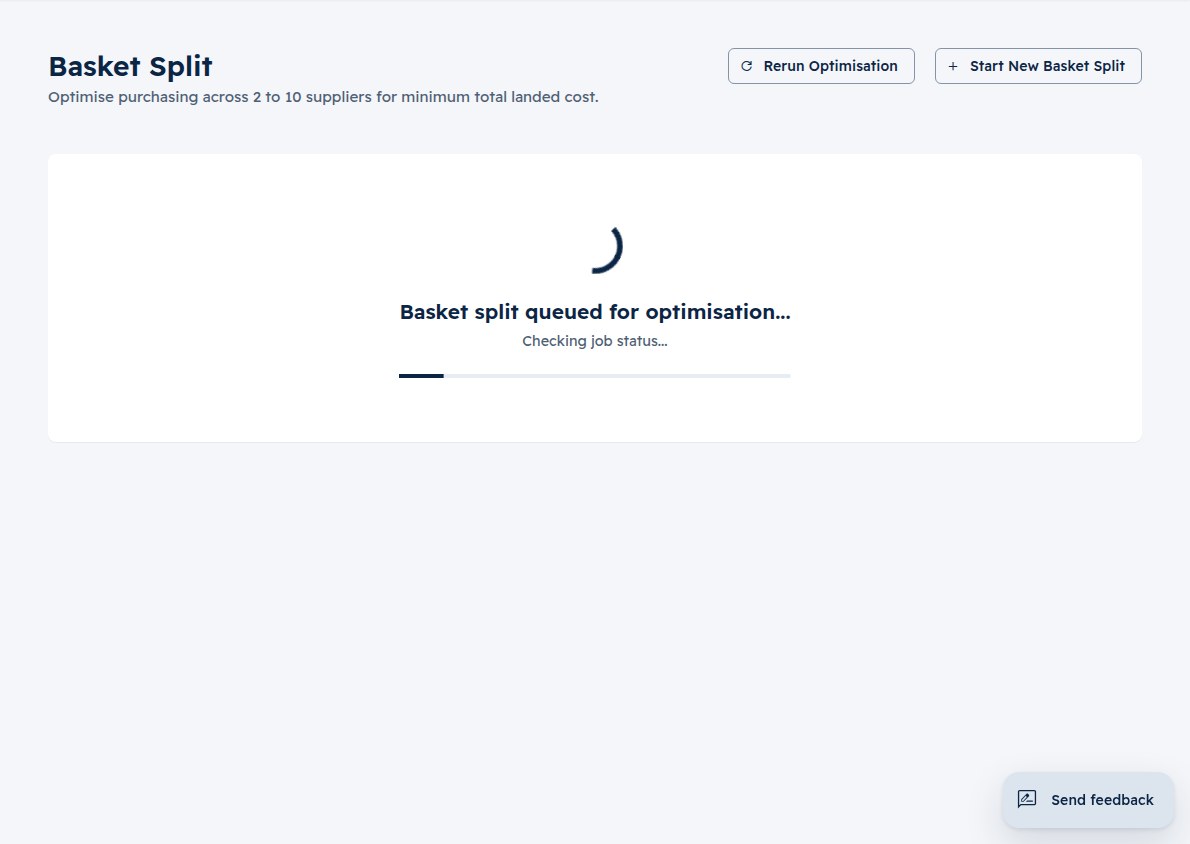 Basket Split
Optimise purchasing across 2 to 10 suppliers for minimum total landed cost.
Rerun Optimisation
Start New Basket Split
Basket split queued for optimisation...
Checking job status...
Send feedback